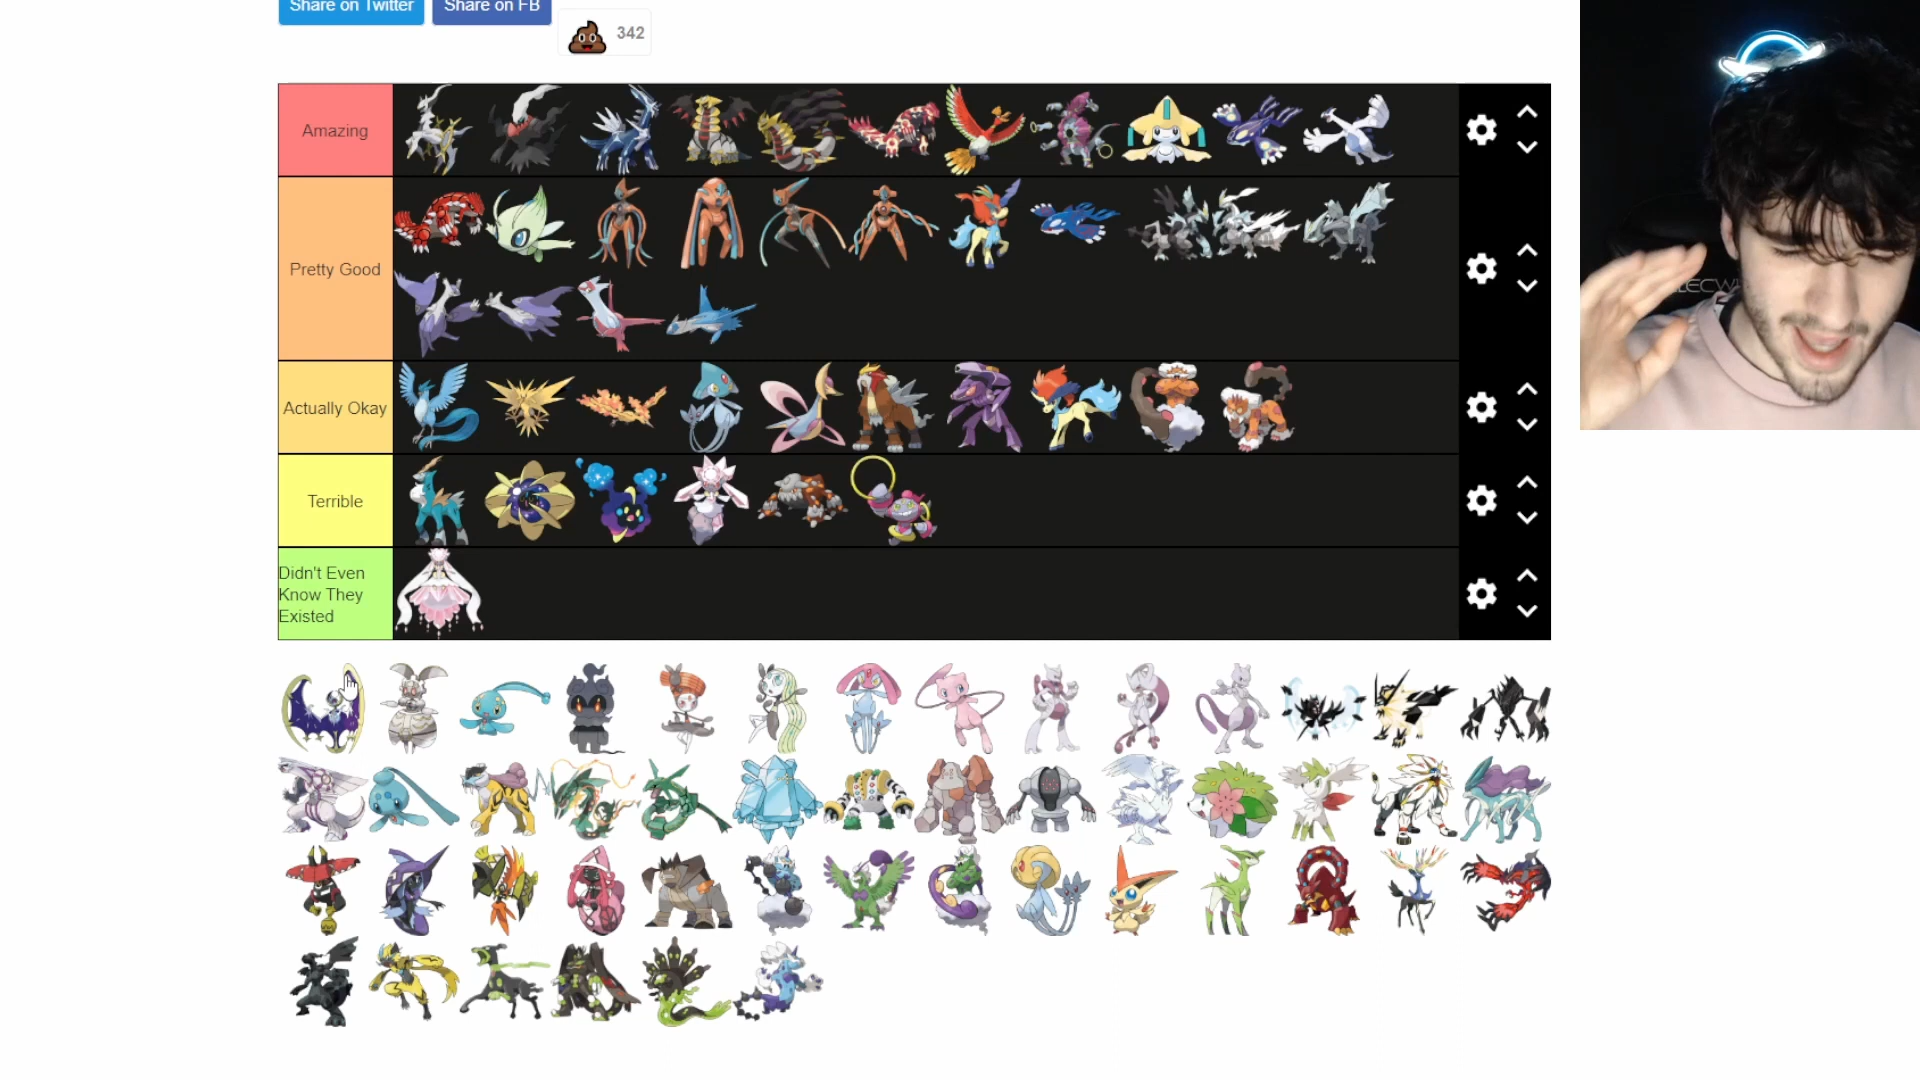 Share on Twitter
Share on FB
342
Amazing
Pretty Good
Actually Okay
Terrible
Didn't Even
Know They
Existed